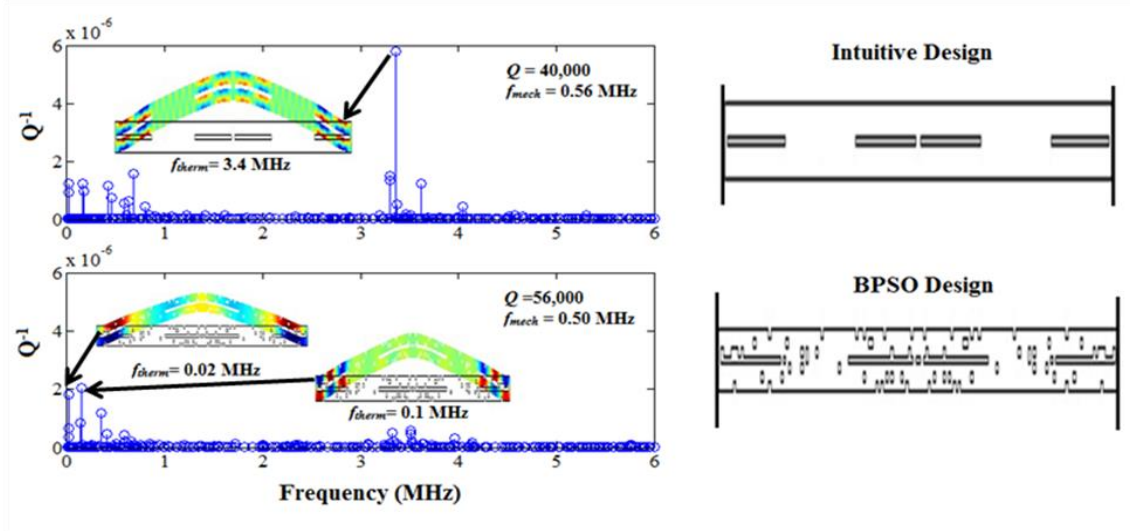 x 10⁻⁶
6
4
2
0
Q⁻¹
Q = 40,000
f_mech = 0.56 MHz
f_therm= 3.4 MHz
0 1 2 3 4 5 6
Intuitive Design
x 10⁻⁶
6
4
2
0
Q⁻¹
Q =56,000
f_mech = 0.50 MHz
f_therm= 0.02 MHz
f_therm= 0.1 MHz
0 1 2 3 4 5 6
Frequency (MHz)
BPSO Design